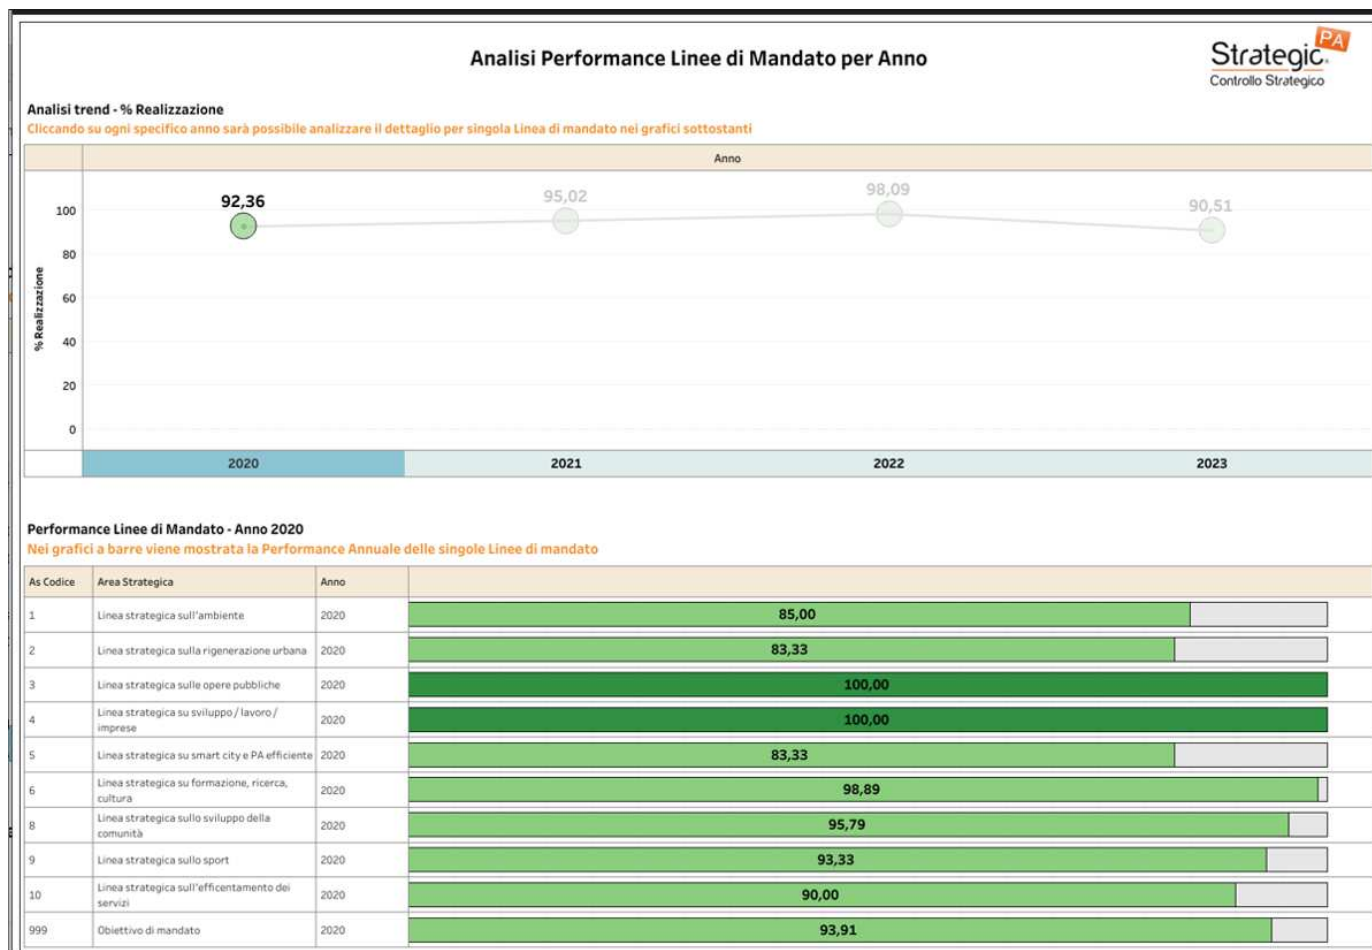 Analisi Performance Linee di Mandato per Anno
Strategic PA
Controllo Strategico
Analisi trend - % Realizzazione
Cliccando su ogni specifico anno sarà possibile analizzare il dettaglio per singola Linea di mandato nei grafici sottostanti
Anno
92,36 95,02 98,09 90,51
100
80
60
40
20
0
% Realizzazione
2020 2021 2022 2023
Performance Linee di Mandato - Anno 2020
Nei grafici a barre viene mostrata la Performance Annuale delle singole Linee di mandato
As Codice Area Strategica Anno
1 Linea strategica sull'ambiente 2020 85,00
2 Linea strategica sulla rigenerazione urbana 2020 83,33
3 Linea strategica sulle opere pubbliche 2020 100,00
4 Linea strategica su sviluppo / lavoro /
imprese 2020 100,00
5 Linea strategica su smart city e PA efficiente 2020 83,33
6 Linea strategica su formazione, ricerca,
cultura 2020 98,89
8 Linea strategica sullo sviluppo della
comunità 2020 95,79
9 Linea strategica sullo sport 2020 93,33
10 Linea strategica sull'efficentamento dei
servizi 2020 90,00
999 Obiettivo di mandato 2020 93,91